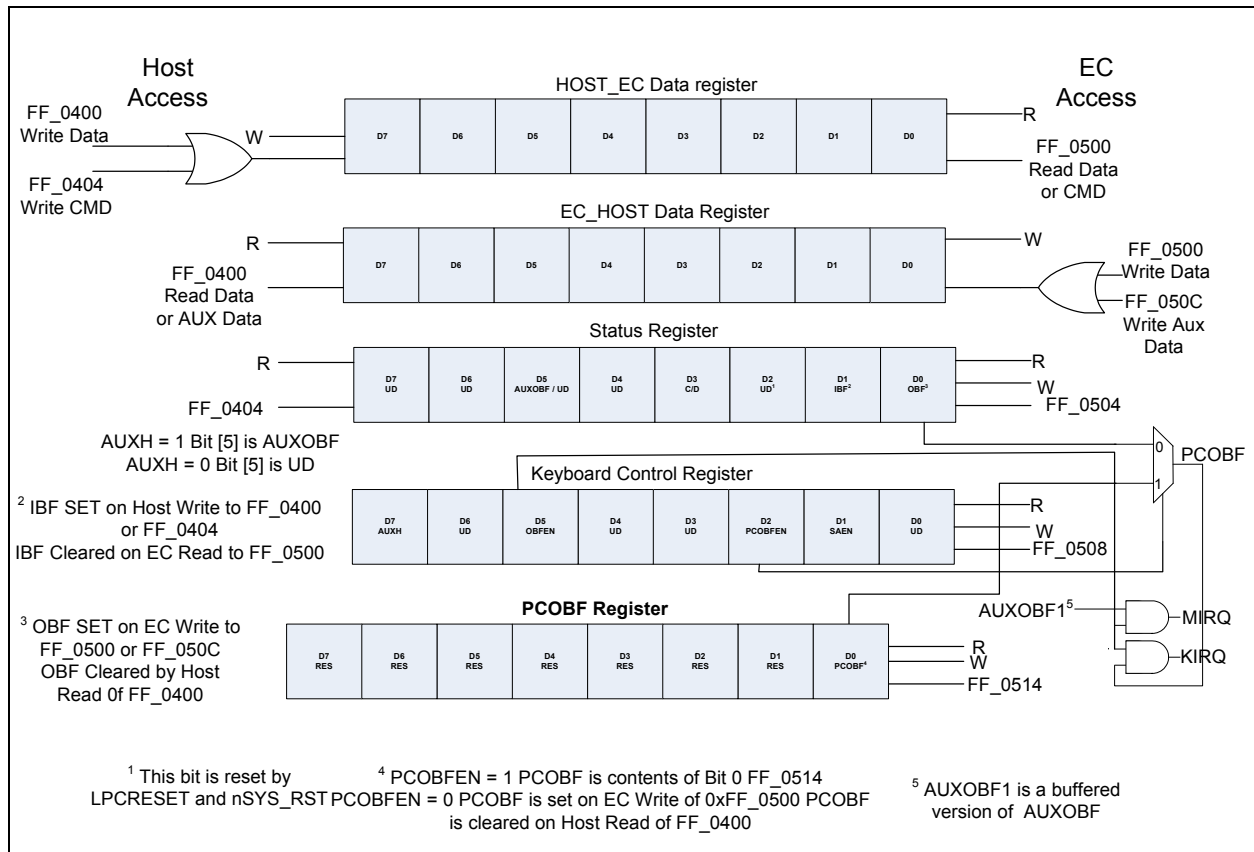 Host
Access
EC
Access
HOST_EC Data register
FF_0400
Write Data
FF_0404
Write CMD
W
D7 D6 D5 D4 D3 D2 D1 D0
R
FF_0500
Read Data
or CMD
EC_HOST Data Register
R
FF_0400
Read Data
or AUX Data
D7 D6 D5 D4 D3 D2 D1 D0
W
FF_0500
Write Data
FF_050C
Write Aux
Data
Status Register
R
FF_0404
D7 D6 D5 D4 D3 D2 D1 D0
UD UD AUXOBF / UD UD C/D UD¹ IBF² OBF³
R
W
FF_0504
AUXH = 1 Bit [5] is AUXOBF
AUXH = 0 Bit [5] is UD
0
1
PCOBF
Keyboard Control Register
² IBF SET on Host Write to FF_0400
or FF_0404
IBF Cleared on EC Read to FF_0500
D7 D6 D5 D4 D3 D2 D1 D0
AUXH UD OBFEN UD UD PCOBFEN SAEN UD
R
W
FF_0508
PCOBF Register
³ OBF SET on EC Write to
FF_0500 or FF_050C
OBF Cleared by Host
Read 0f FF_0400
D7 D6 D5 D4 D3 D2 D1 D0
RES RES RES RES RES RES RES PCOBF⁴
R
W
FF_0514
AUXOBF1⁵
MIRQ
KIRQ
¹ This bit is reset by
LPCRESET and nSYS_RST
⁴ PCOBFEN = 1 PCOBF is contents of Bit 0 FF_0514
PCOBFEN = 0 PCOBF is set on EC Write of 0xFF_0500 PCOBF
is cleared on Host Read of FF_0400
⁵ AUXOBF1 is a buffered
version of AUXOBF